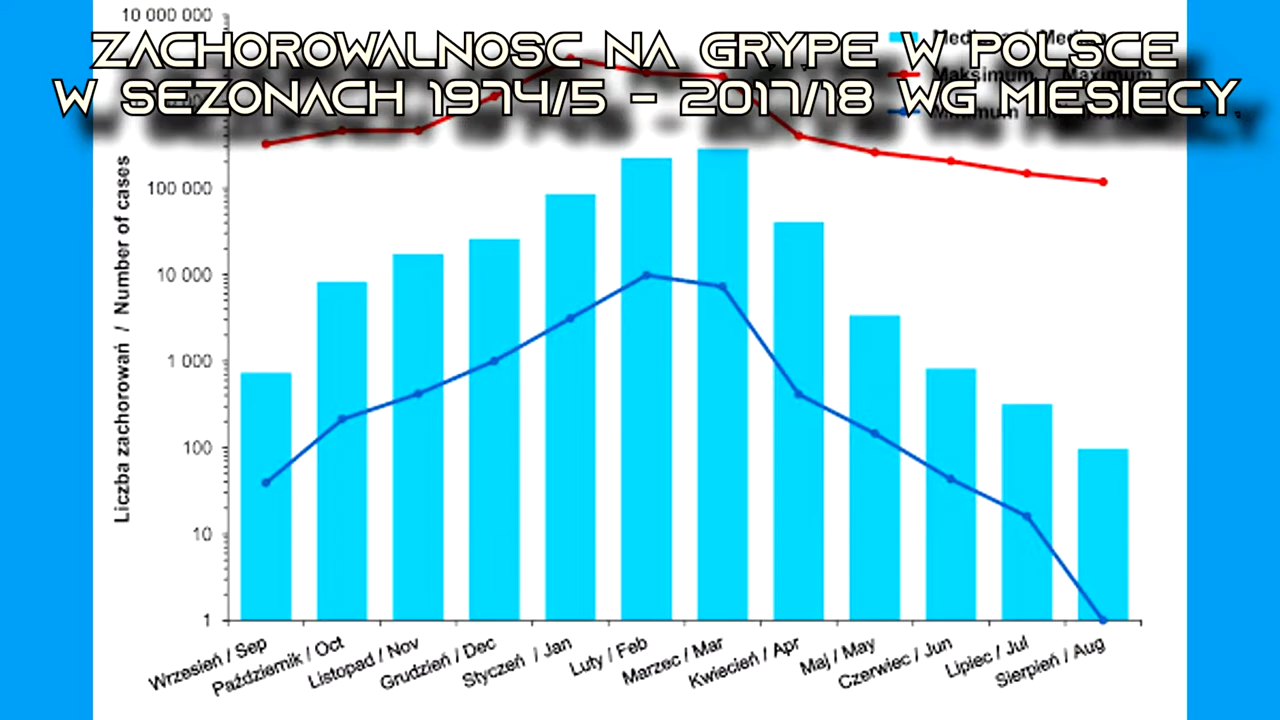 10 000 000
ZACHOROWALNOSC NA GRYPE W POLSCE
W SEZONACH 1974/5 - 2017/18 WG MIESIECY
Maksimum / Maximum
Liczba zachorowań / Number of cases
100 000
10 000
1 000
100
10
1
Wrzesień / Sep
Październik / Oct
Listopad / Nov
Grudzień / Dec
Styczeń / Jan
Luty / Feb
Marzec / Mar
Kwiecień / Apr
Maj / May
Czerwiec / Jun
Lipiec / Jul
Sierpień / Aug